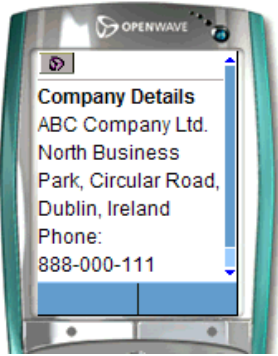 OPENWAVE
Company Details
ABC Company Ltd.
North Business
Park, Circular Road,
Dublin, Ireland
Phone:
888-000-111